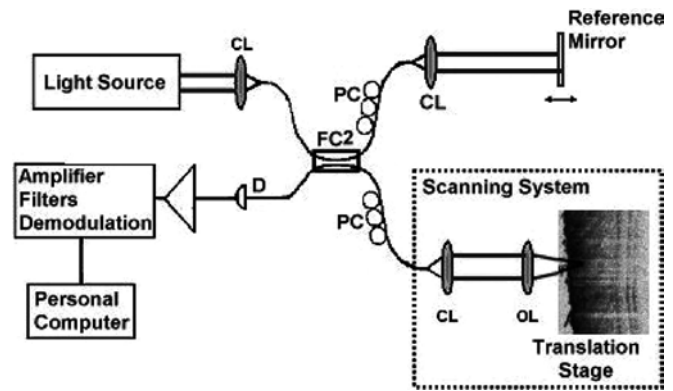 Reference
Mirror
CL
Light Source
PC
CL
FC2
Amplifier
Filters
Demodulation
D
Scanning System
PC
Personal
Computer
CL
OL
Translation
Stage